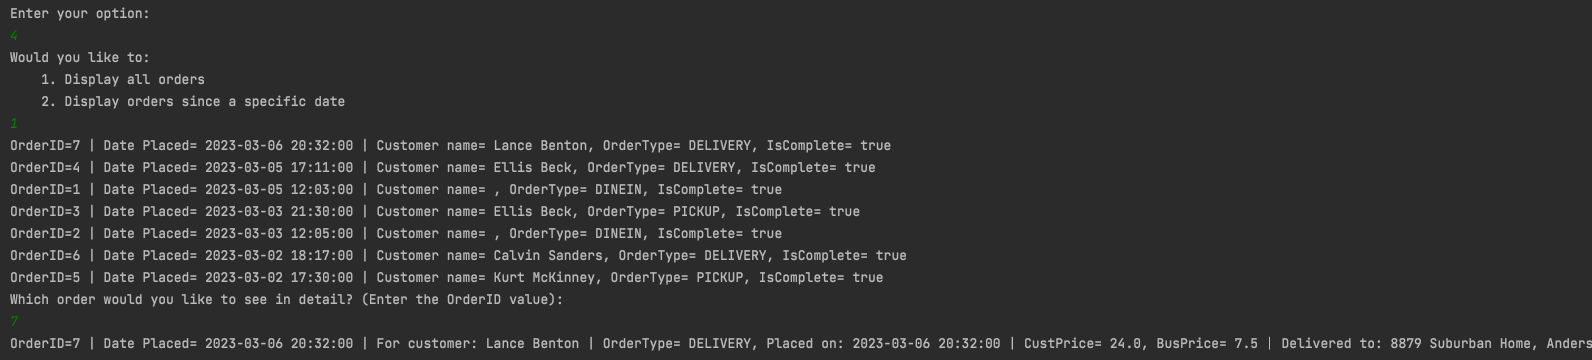 Enter your option:
4
Would you like to:
1. Display all orders
2. Display orders since a specific date
1
OrderID=7 | Date Placed= 2023-03-06 20:32:00 | Customer name= Lance Benton, OrderType= DELIVERY, IsComplete= true
OrderID=4 | Date Placed= 2023-03-05 17:11:00 | Customer name= Ellis Beck, OrderType= DELIVERY, IsComplete= true
OrderID=1 | Date Placed= 2023-03-05 12:03:00 | Customer name= , OrderType= DINEIN, IsComplete= true
OrderID=3 | Date Placed= 2023-03-03 21:30:00 | Customer name= Ellis Beck, OrderType= PICKUP, IsComplete= true
OrderID=2 | Date Placed= 2023-03-03 12:05:00 | Customer name= , OrderType= DINEIN, IsComplete= true
OrderID=6 | Date Placed= 2023-03-02 18:17:00 | Customer name= Calvin Sanders, OrderType= DELIVERY, IsComplete= true
OrderID=5 | Date Placed= 2023-03-02 17:30:00 | Customer name= Kurt McKinney, OrderType= PICKUP, IsComplete= true
Which order would you like to see in detail? (Enter the OrderID value):
7
OrderID=7 | Date Placed= 2023-03-06 20:32:00 | For customer: Lance Benton | OrderType= DELIVERY, Placed on: 2023-03-06 20:32:00 | CustPrice= 24.0, BusPrice= 7.5 | Delivered to: 8879 Suburban Home, Anders